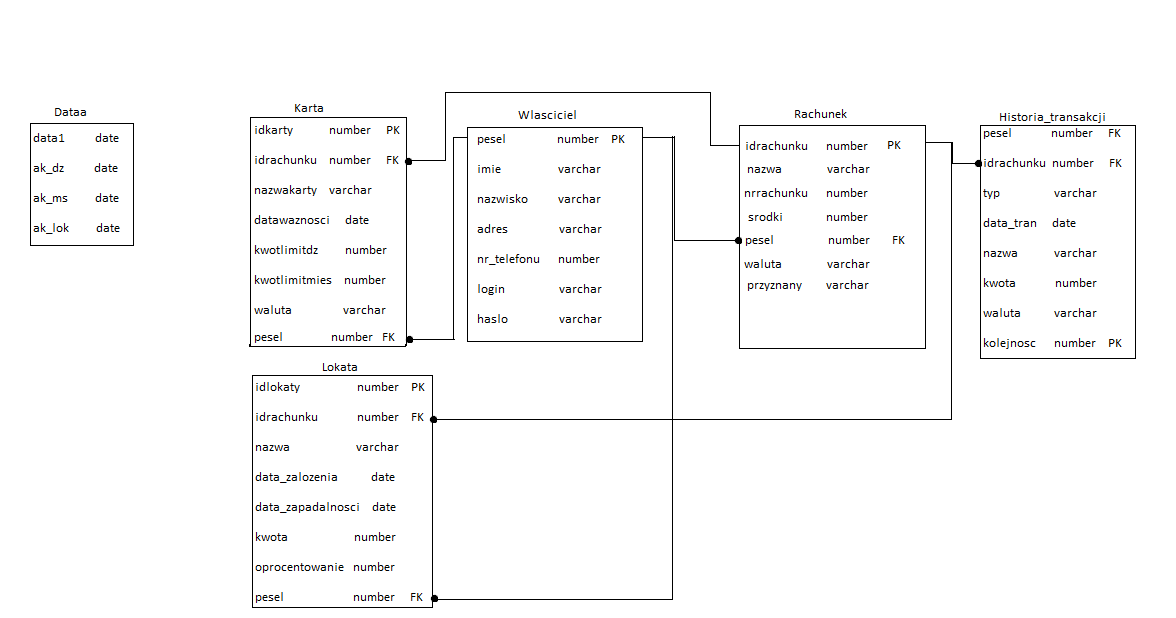 Dataa
data1 date
ak_dz date
ak_ms date
ak_lok date
Karta
idkarty number PK
idrachunku number FK
nazwakarty varchar
datawaznosci date
kwotlimitdz number
kwotlimitmies number
waluta varchar
pesel number FK
Wlasciciel
pesel number PK
imie varchar
nazwisko varchar
adres varchar
nr_telefonu number
login varchar
haslo varchar
Rachunek
idrachunku number PK
nazwa varchar
nrrachunku number
srodki number
pesel number FK
waluta varchar
przyznany varchar
Historia_transakcji
pesel number FK
idrachunku number FK
typ varchar
data_tran date
nazwa varchar
kwota number
waluta varchar
kolejnosc number PK
Lokata
idlokaty number PK
idrachunku number FK
nazwa varchar
data_zalozenia date
data_zapadalnosci date
kwota number
oprocentowanie number
pesel number FK